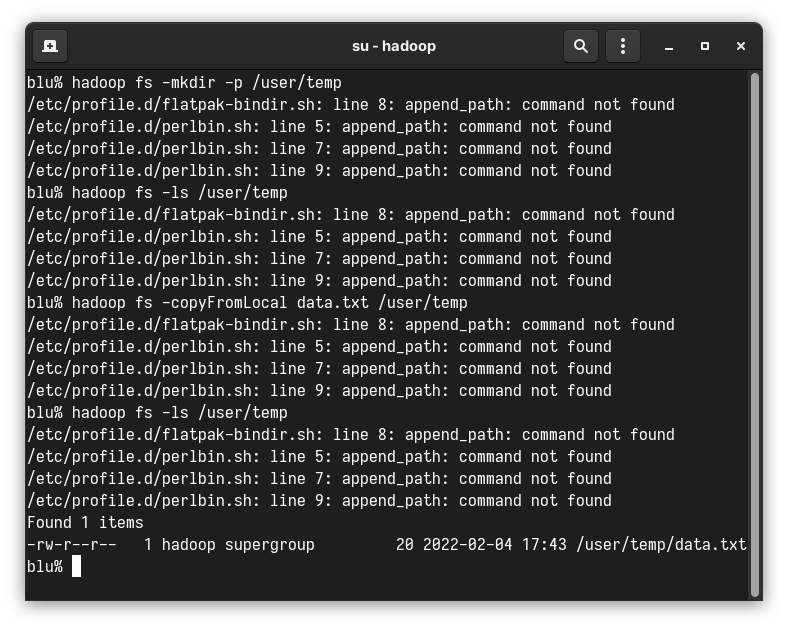 su - hadoop
blu% hadoop fs -mkdir -p /user/temp
/etc/profile.d/flatpak-bindir.sh: line 8: append_path: command not found
/etc/profile.d/perlbin.sh: line 5: append_path: command not found
/etc/profile.d/perlbin.sh: line 7: append_path: command not found
/etc/profile.d/perlbin.sh: line 9: append_path: command not found
blu% hadoop fs -ls /user/temp
/etc/profile.d/flatpak-bindir.sh: line 8: append_path: command not found
/etc/profile.d/perlbin.sh: line 5: append_path: command not found
/etc/profile.d/perlbin.sh: line 7: append_path: command not found
/etc/profile.d/perlbin.sh: line 9: append_path: command not found
blu% hadoop fs -copyFromLocal data.txt /user/temp
/etc/profile.d/flatpak-bindir.sh: line 8: append_path: command not found
/etc/profile.d/perlbin.sh: line 5: append_path: command not found
/etc/profile.d/perlbin.sh: line 7: append_path: command not found
/etc/profile.d/perlbin.sh: line 9: append_path: command not found
blu% hadoop fs -ls /user/temp
/etc/profile.d/flatpak-bindir.sh: line 8: append_path: command not found
/etc/profile.d/perlbin.sh: line 5: append_path: command not found
/etc/profile.d/perlbin.sh: line 7: append_path: command not found
/etc/profile.d/perlbin.sh: line 9: append_path: command not found
Found 1 items
-rw-r--r--   1 hadoop supergroup         20 2022-02-04 17:43 /user/temp/data.txt
blu%